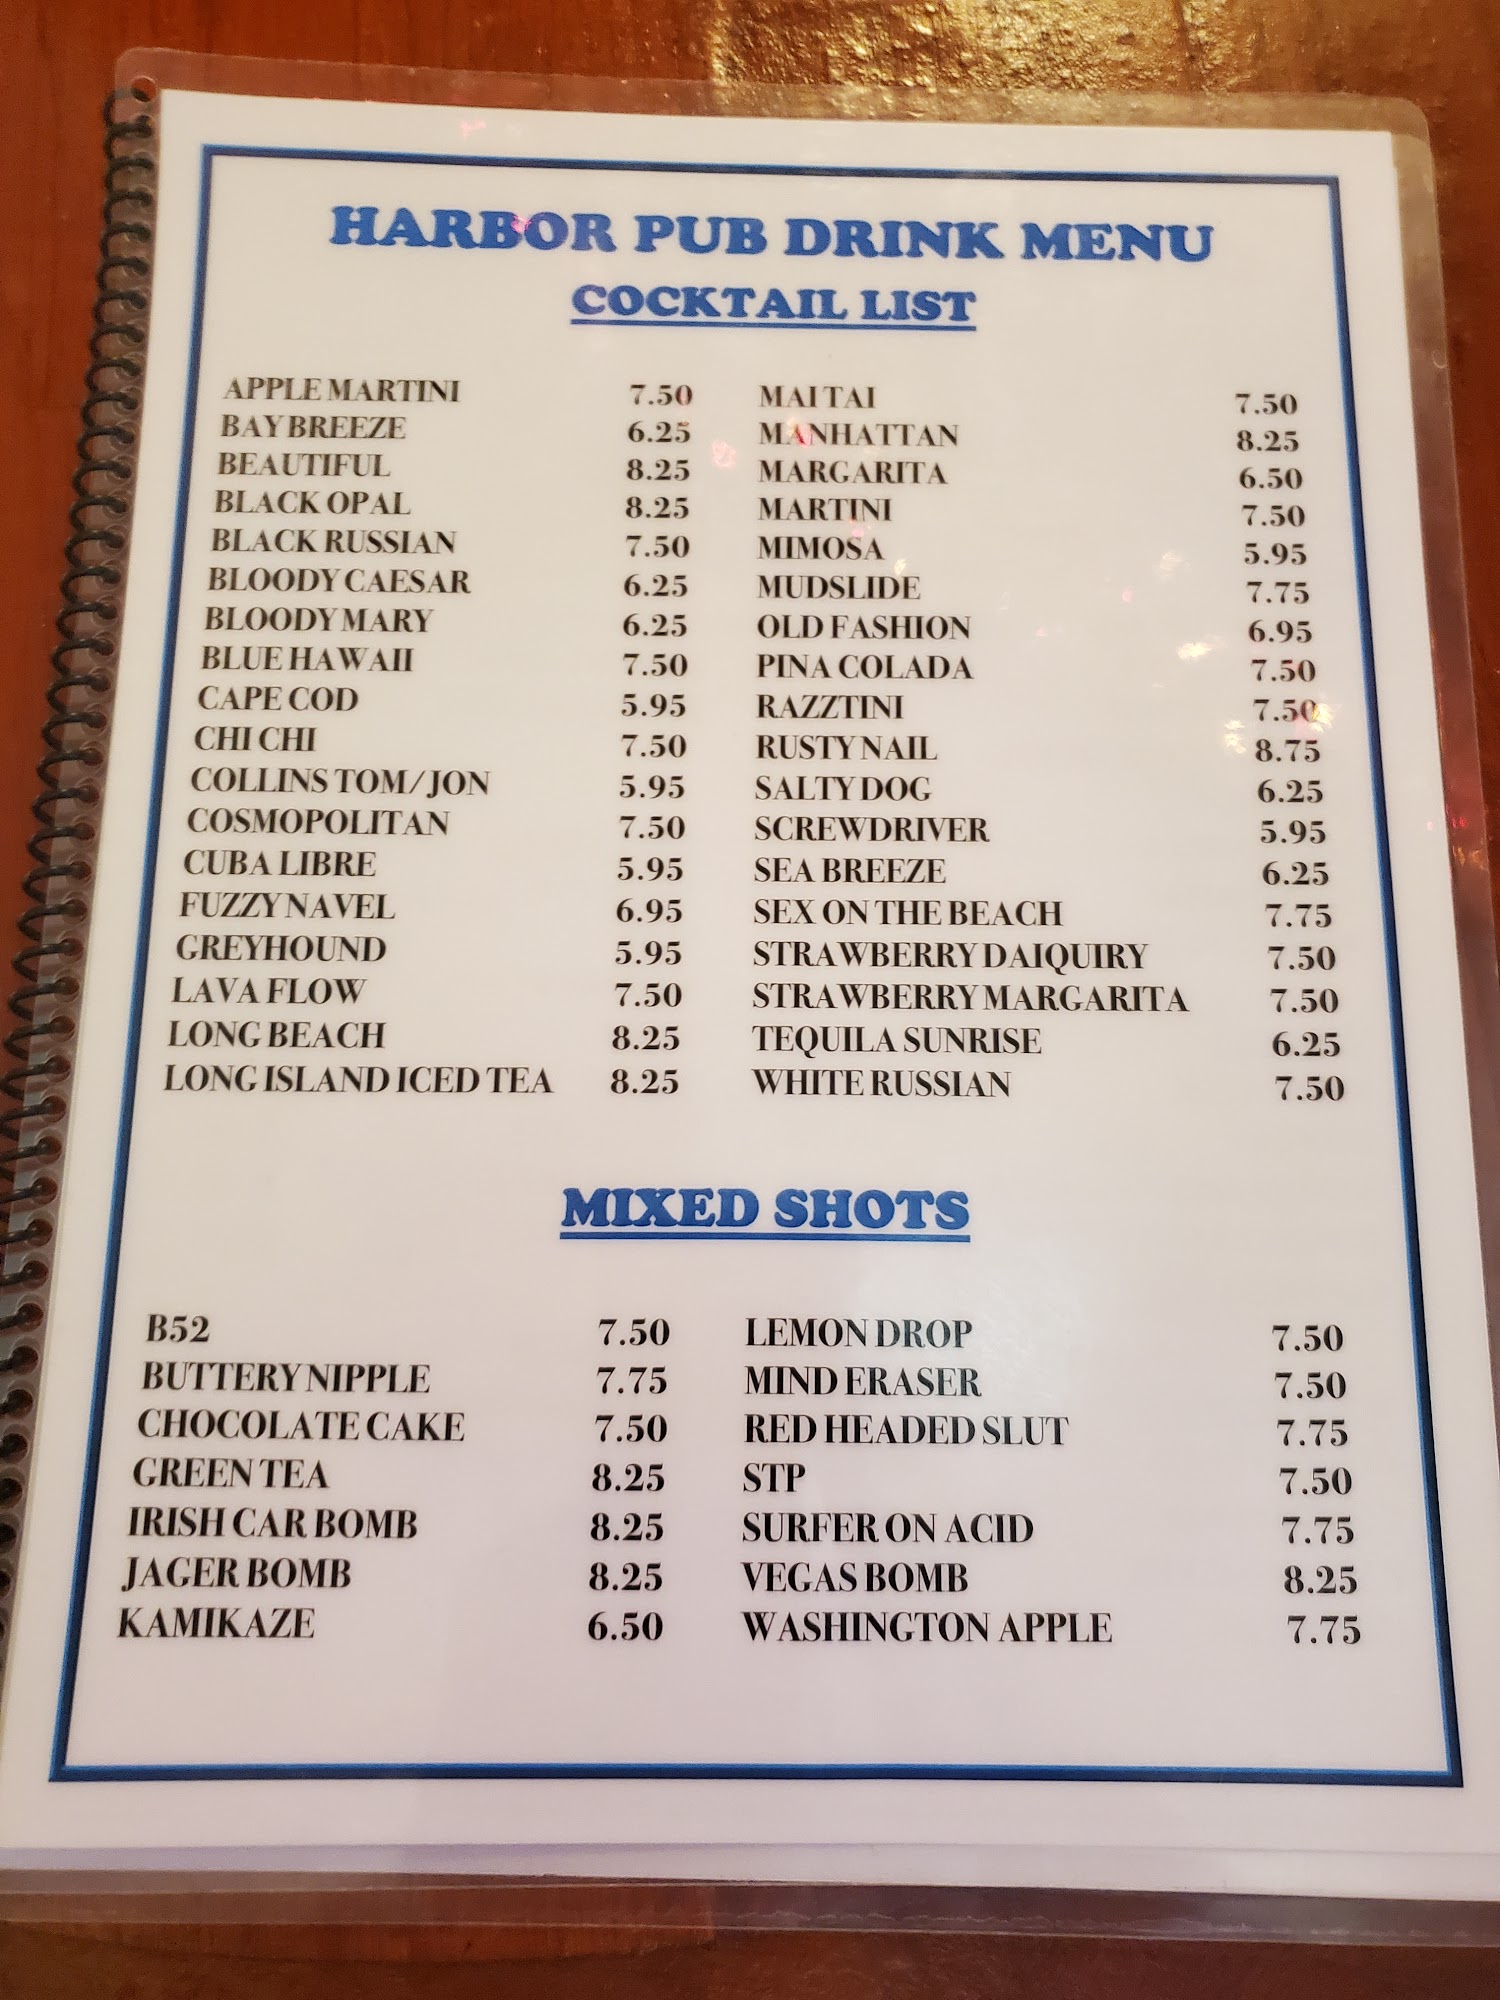 HARBOR PUB DRINK MENU
COCKTAIL LIST
APPLE MARTINI 7.50
BAY BREEZE 6.25
BEAUTIFUL 8.25
BLACK OPAL 8.25
BLACK RUSSIAN 7.50
BLOODY CAESAR 6.25
BLOODY MARY 6.25
BLUE HAWAII 7.50
CAPE COD 5.95
CHI CHI 7.50
COLLINS TOM/JON 5.95
COSMOPOLITAN 7.50
CUBA LIBRE 5.95
FUZZY NAVEL 6.95
GREYHOUND 5.95
LAVA FLOW 7.50
LONG BEACH 8.25
LONG ISLAND ICED TEA 8.25
MAI TAI 7.50
MANHATTAN 8.25
MARGARITA 6.50
MARTINI 7.50
MIMOSA 5.95
MUDSLIDE 7.75
OLD FASHION 6.95
PINA COLADA 7.50
RAZZTINI 7.50
RUSTY NAIL 8.75
SALTY DOG 6.25
SCREWDRIVER 5.95
SEA BREEZE 6.25
SEX ON THE BEACH 7.75
STRAWBERRY DAIQUIRY 7.50
STRAWBERRY MARGARITA 7.50
TEQUILA SUNRISE 6.25
WHITE RUSSIAN 7.50
MIXED SHOTS
B52 7.50
BUTTERY NIPPLE 7.75
CHOCOLATE CAKE 7.50
GREEN TEA 8.25
IRISH CAR BOMB 8.25
JAGER BOMB 8.25
KAMIKAZE 6.50
LEMON DROP 7.50
MIND ERASER 7.50
RED HEADED SLUT 7.75
STP 7.50
SURFER ON ACID 7.75
VEGAS BOMB 8.25
WASHINGTON APPLE 7.75